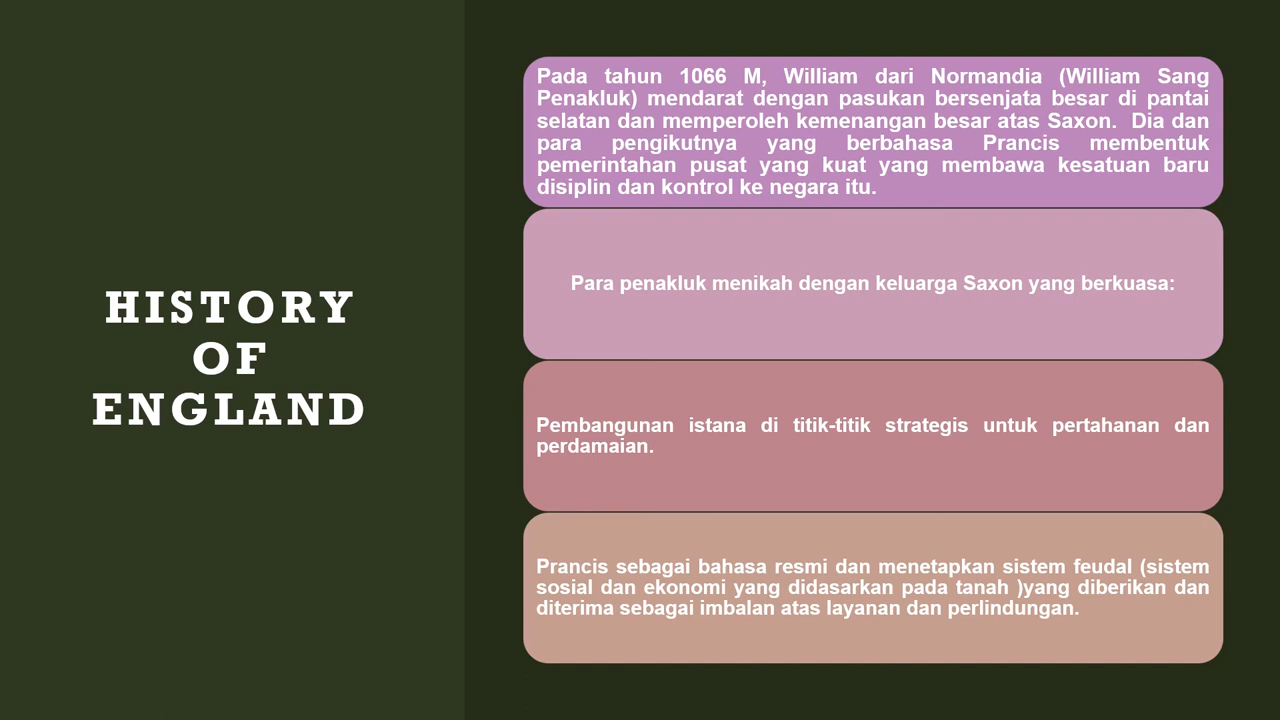 HISTORY
OF
ENGLAND
Pada tahun 1066 M, William dari Normandia (William Sang
Penakluk) mendarat dengan pasukan bersenjata besar di pantai
selatan dan memperoleh kemenangan besar atas Saxon.  Dia dan
para pengikutnya yang berbahasa Prancis membentuk
pemerintahan pusat yang kuat yang membawa kesatuan baru
disiplin dan kontrol ke negara itu.
Para penakluk menikah dengan keluarga Saxon yang berkuasa:
Pembangunan istana di titik-titik strategis untuk pertahanan dan
perdamaian.
Prancis sebagai bahasa resmi dan menetapkan sistem feudal (sistem
sosial dan ekonomi yang didasarkan pada tanah )yang diberikan dan
diterima sebagai imbalan atas layanan dan perlindungan.